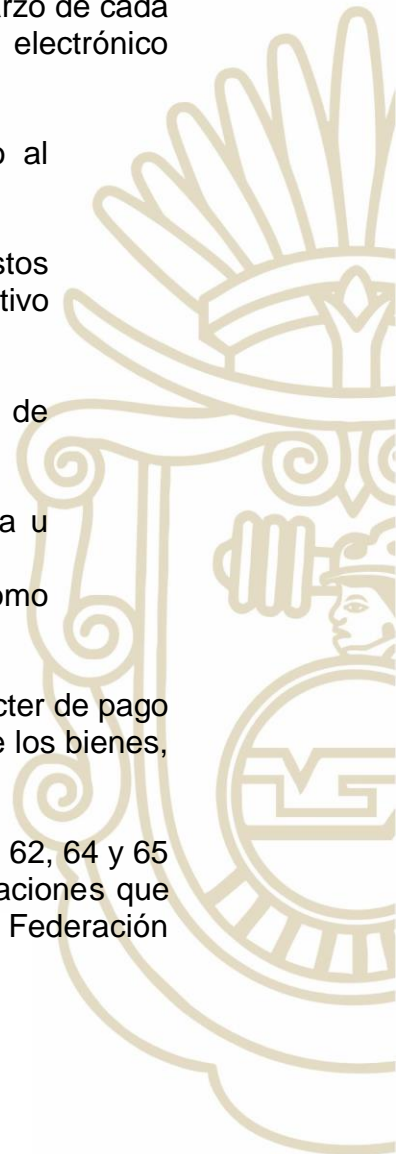 rzo de cada
electrónico
o al
stos
tivo
de
a u
omo
cter de pago
e los bienes,
62, 64 y 65
aciones que
Federación